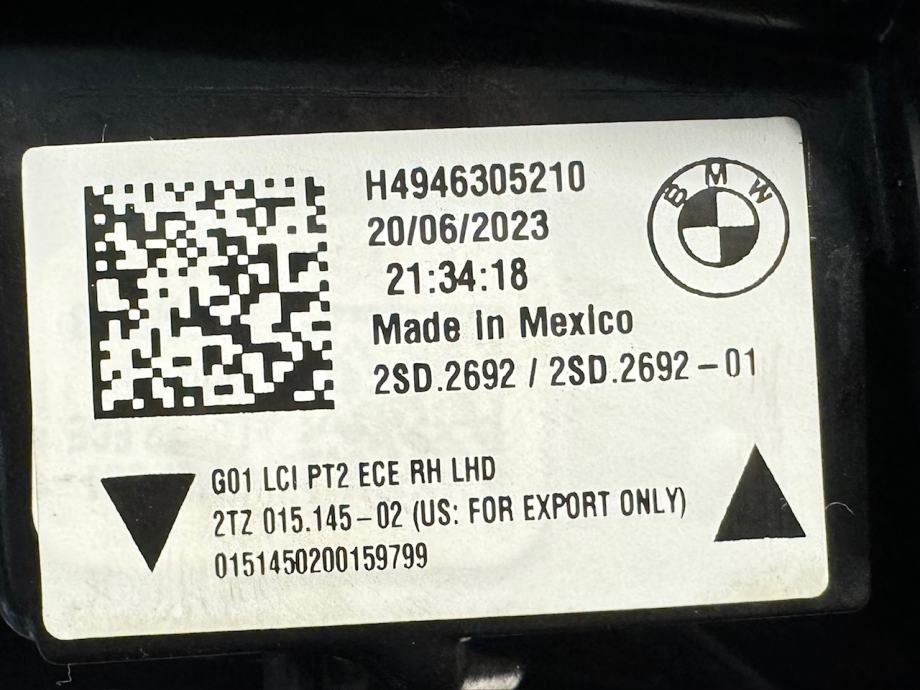 H4946305210
20/06/2023
21:34:18
Made in Mexico
2SD.2692 / 2SD.2692-01
BMW
G01 LCI PT2 ECE RH LHD
2TZ 015.145-02 (US: FOR EXPORT ONLY)
0151450200159799